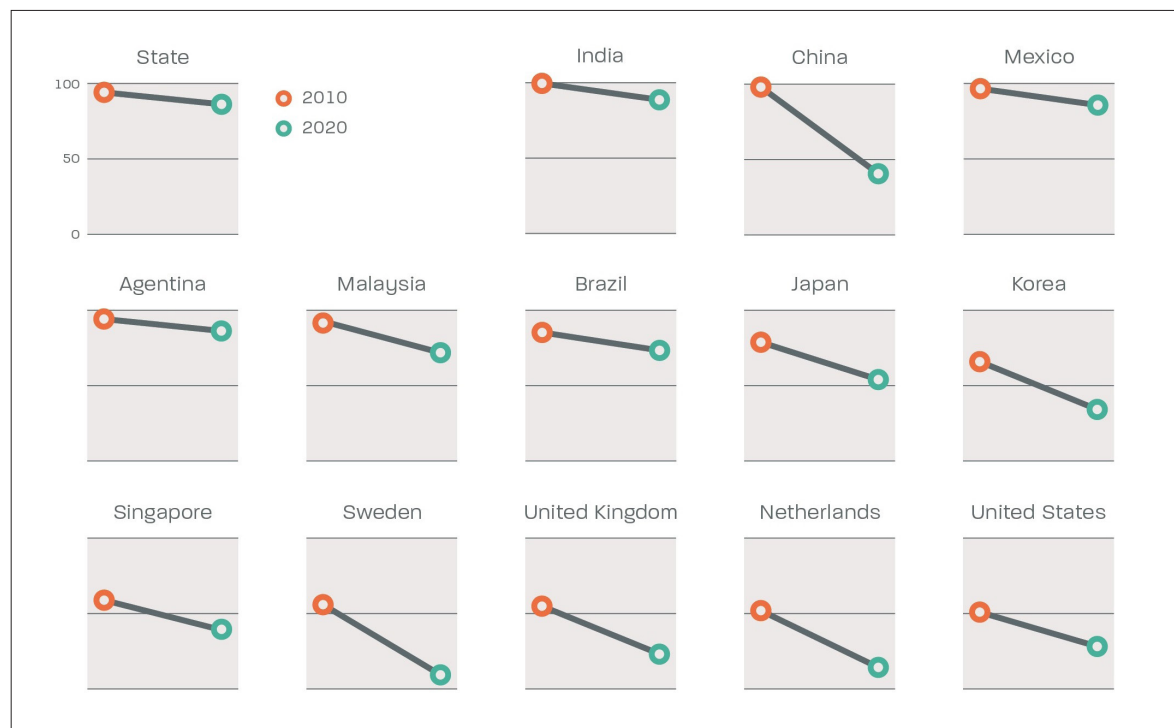 State
India
China
Mexico
100
50
0
2010
2020
Agentina
Malaysia
Brazil
Japan
Korea
Singapore
Sweden
United Kingdom
Netherlands
United States